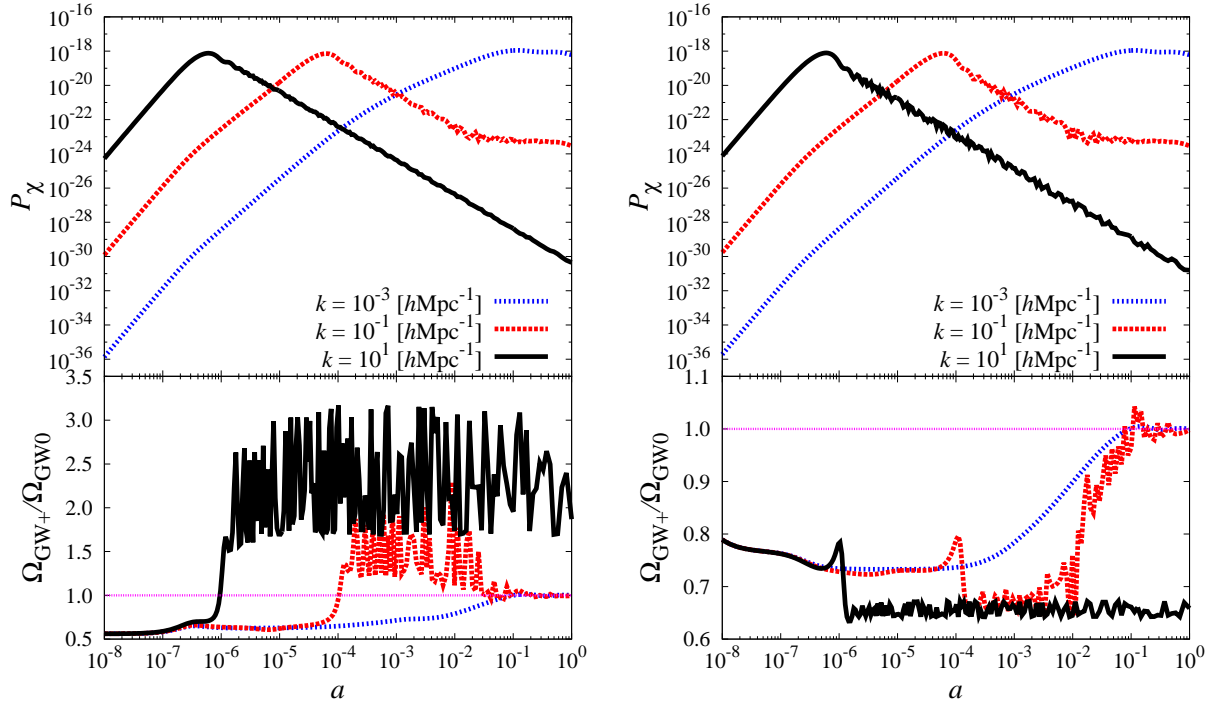 10^-16
10^-18
10^-20
10^-22
10^-24
10^-26
10^-28
10^-30
10^-32
10^-34
10^-36
P_χ
k = 10^-3 [hMpc^-1]
k = 10^-1 [hMpc^-1]
k = 10^1 [hMpc^-1]
3.5
3.0
2.5
2.0
1.5
1.0
0.5
Ω_GW+/Ω_GW0
10^-8 10^-7 10^-6 10^-5 10^-4 10^-3 10^-2 10^-1 10^0
a
10^-16
10^-18
10^-20
10^-22
10^-24
10^-26
10^-28
10^-30
10^-32
10^-34
10^-36
P_χ
k = 10^-3 [hMpc^-1]
k = 10^-1 [hMpc^-1]
k = 10^1 [hMpc^-1]
1.1
1.0
0.9
0.8
0.7
0.6
Ω_GW+/Ω_GW0
10^-8 10^-7 10^-6 10^-5 10^-4 10^-3 10^-2 10^-1 10^0
a